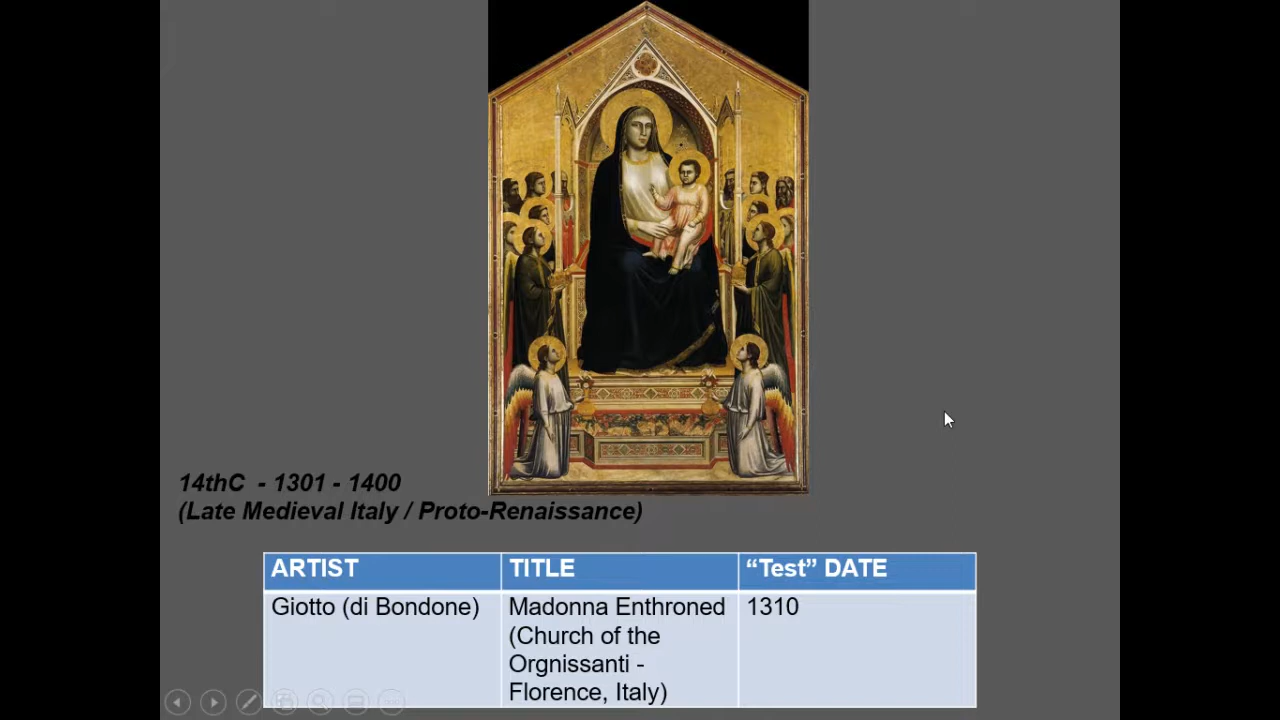 14thC - 1301 - 1400
(Late Medieval Italy / Proto-Renaissance)
ARTIST TITLE “Test” DATE
Giotto (di Bondone) Madonna Enthroned 1310
(Church of the
Orgnissanti -
Florence, Italy)